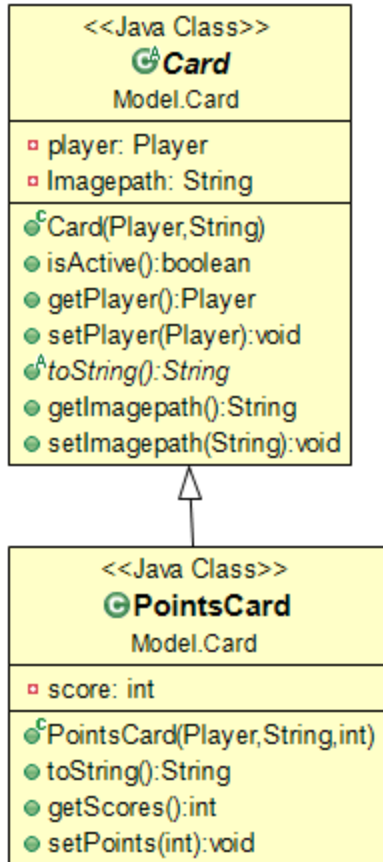 <<Java Class>>
Card
Model.Card
player: Player
Imagepath: String
Card(Player,String)
isActive():boolean
getPlayer():Player
setPlayer(Player):void
toString():String
getImagepath():String
setImagepath(String):void
<<Java Class>>
PointsCard
Model.Card
score: int
PointsCard(Player,String,int)
toString():String
getScores():int
setPoints(int):void